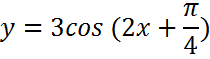 y = 3cos (2x + π/4)